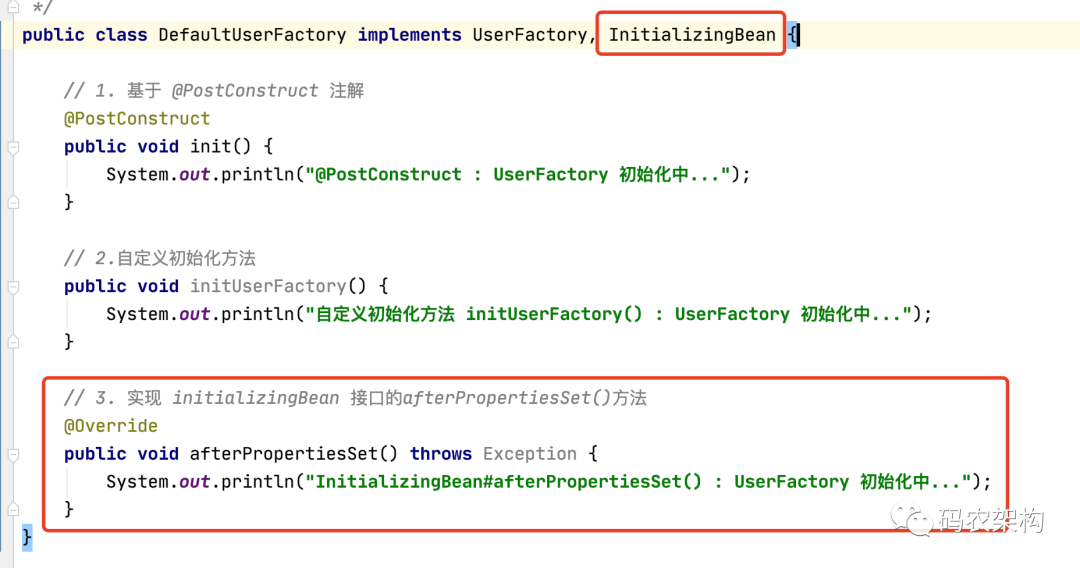 */
public class DefaultUserFactory implements UserFactory, InitializingBean {
// 1. 基于 @PostConstruct 注解
@PostConstruct
public void init() {
System.out.println("@PostConstruct : UserFactory 初始化中...");
}
// 2.自定义初始化方法
public void initUserFactory() {
System.out.println("自定义初始化方法 initUserFactory() : UserFactory 初始化中...");
}
// 3. 实现 initializingBean 接口的afterPropertiesSet()方法
@Override
public void afterPropertiesSet() throws Exception {
System.out.println("InitializingBean#afterPropertiesSet() : UserFactory 初始化中...");
}
}
码农架构